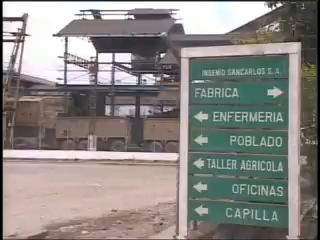 INGENIO SANCARLOS S.A.
FABRICA
ENFERMERIA
POBLADO
TALLER AGRICOLA
OFICINAS
CAPILLA